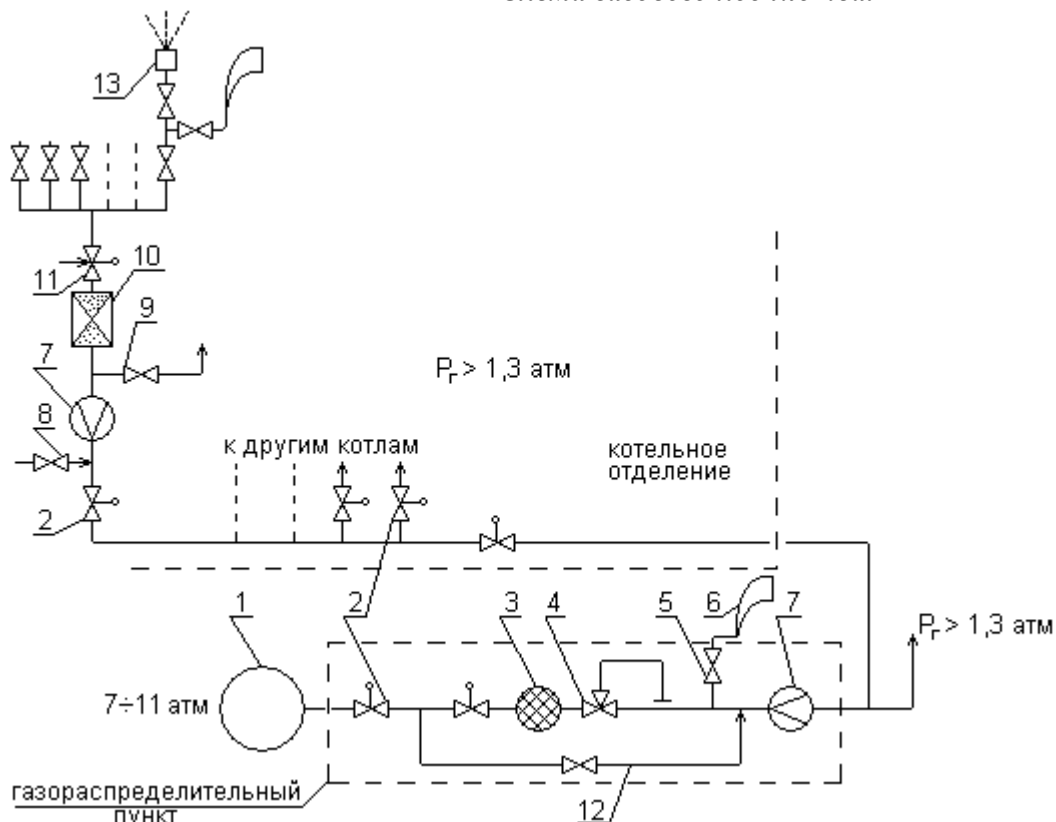 13
10
11
9
7
8
2
Pг > 1,3 атм
к другим котлам
котельное
отделение
1
2
3
4
5
6
7
Pг > 1,3 атм
7÷11 атм
газораспределительный
пункт
12